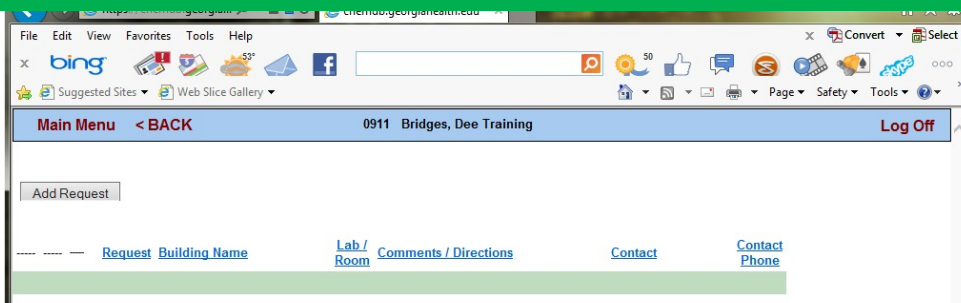 chemdb.georgiahealth.edu
File Edit View Favorites Tools Help
x Convert Select
x bing 53° f 50 skype
Suggested Sites Web Slice Gallery Page Safety Tools
Main Menu < BACK 0911 Bridges, Dee Training Log Off
Add Request
----- ----- --- Request Building Name Lab / Room Comments / Directions Contact Contact Phone